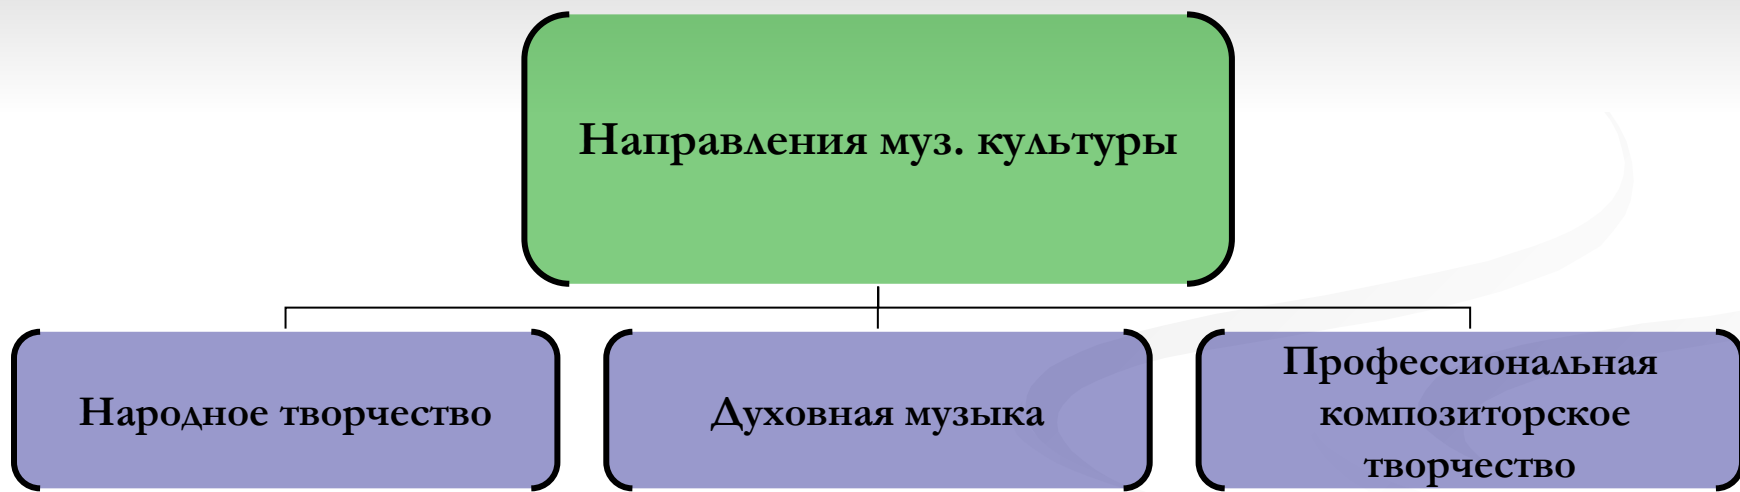 Направления муз. культуры
Народное творчество
Духовная музыка
Профессиональная
композиторское
творчество